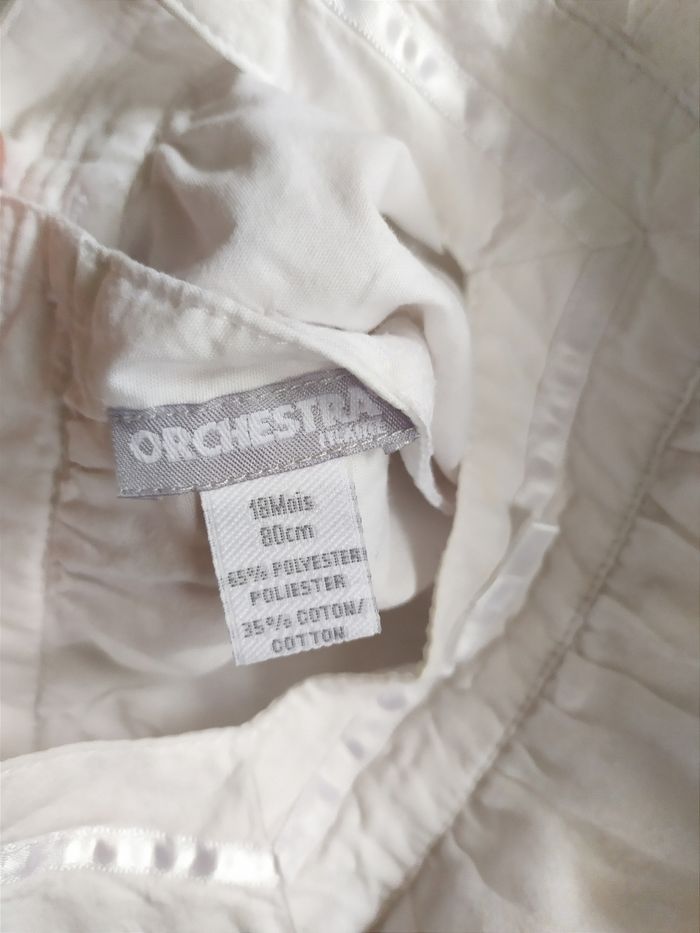 ORCHESTRA
18Mois
80cm
65% POLYESTER
POLIESTER
35% COTON/
COTTON